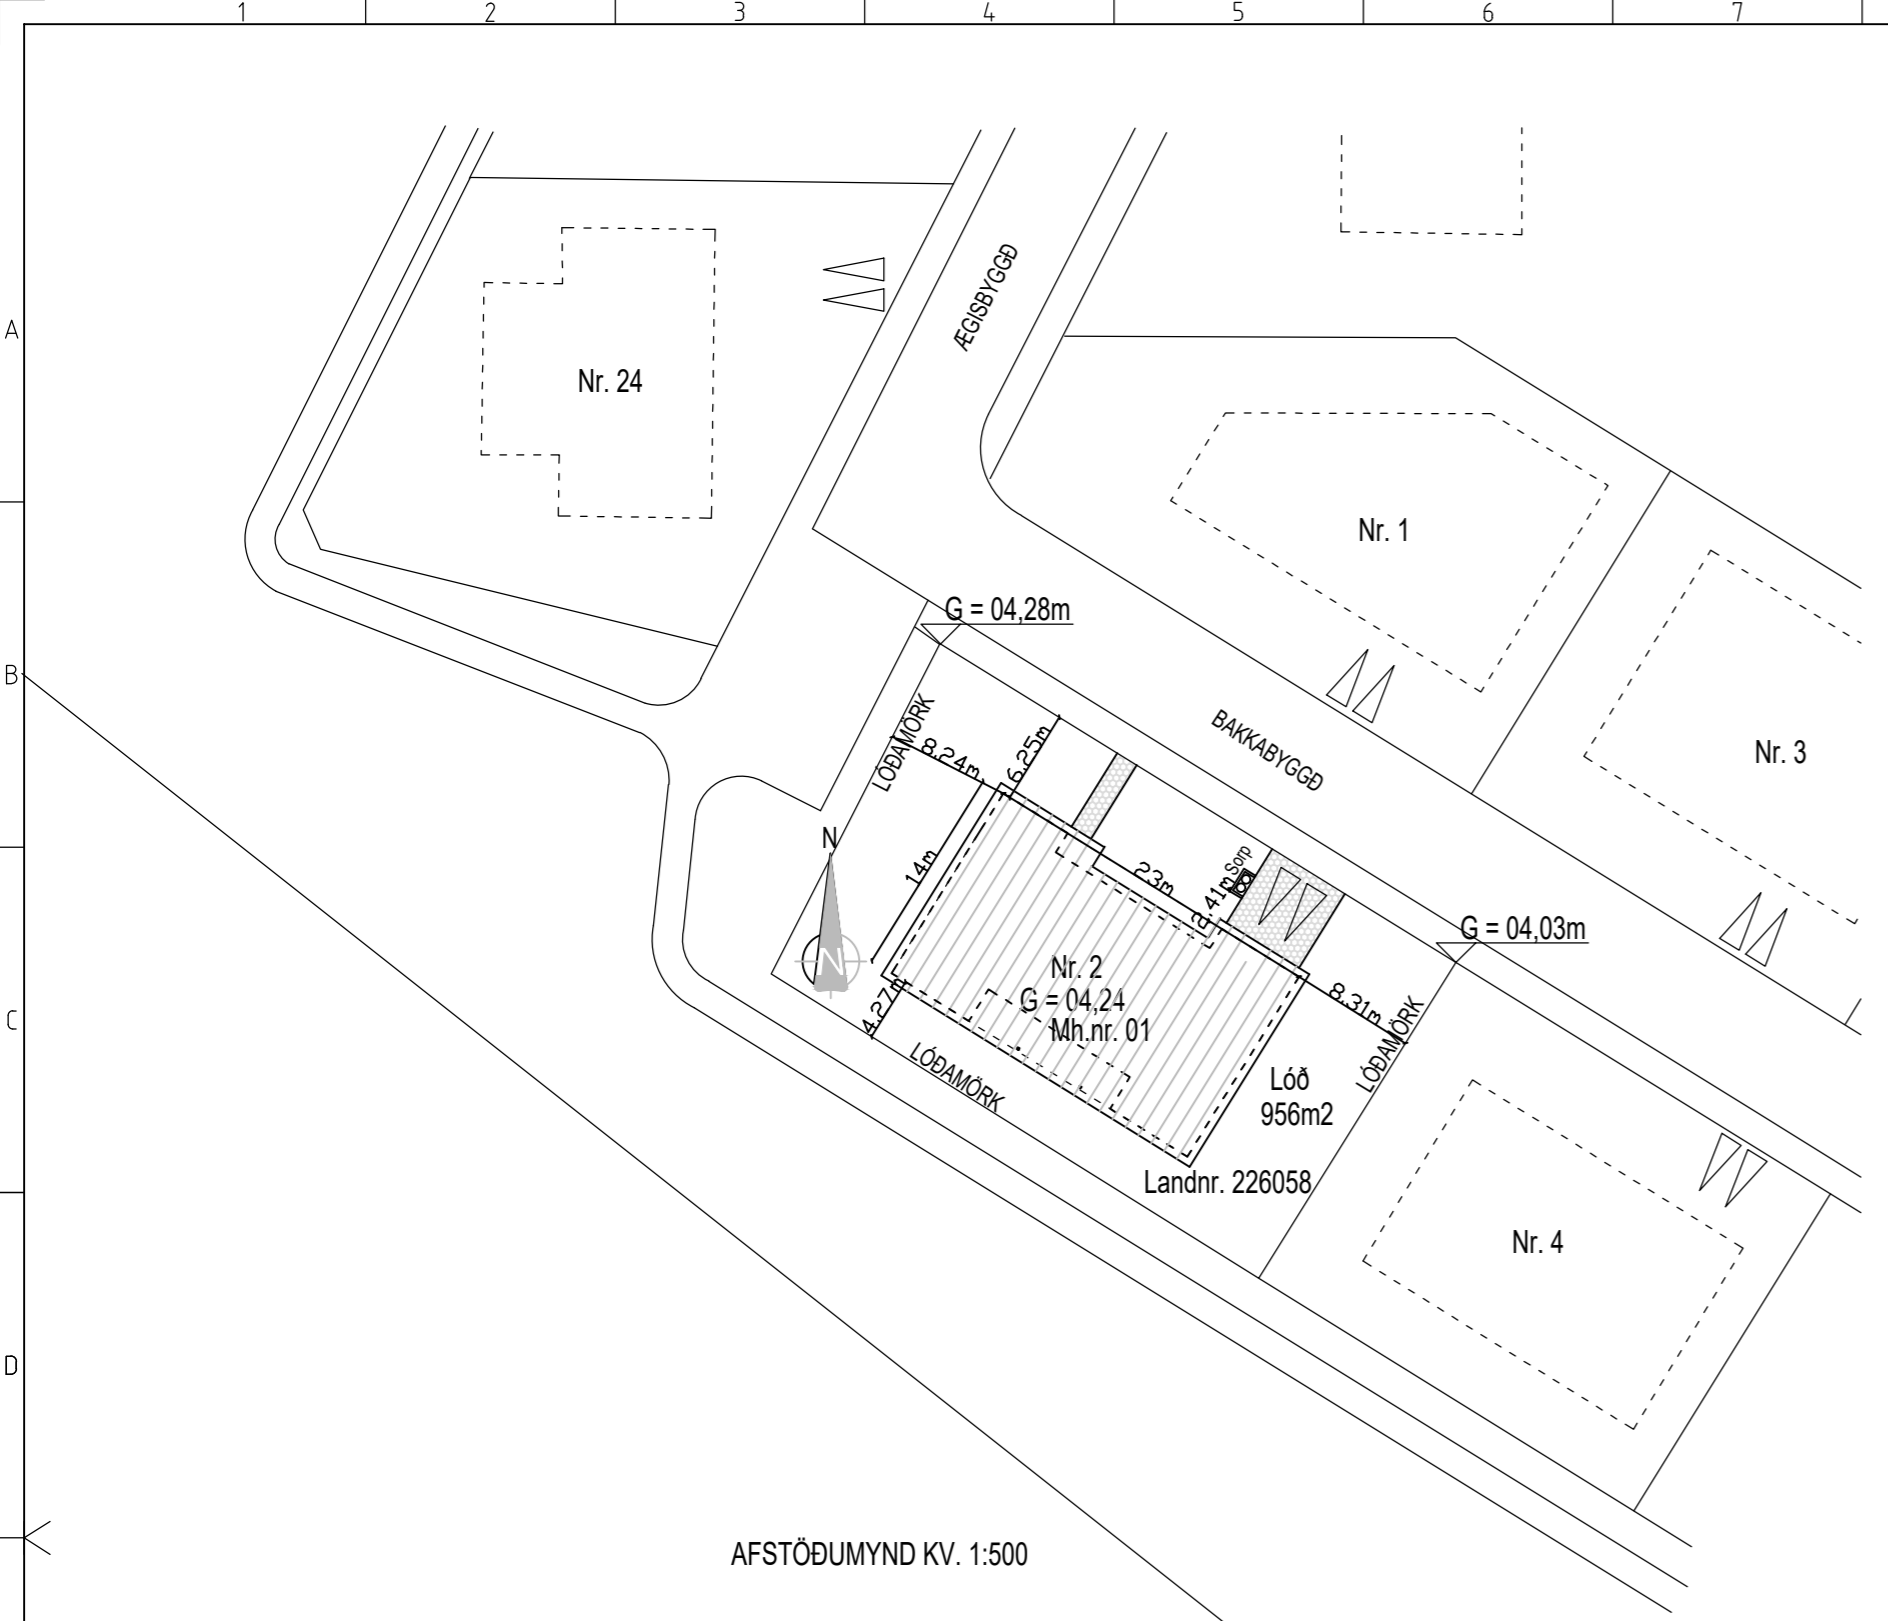 1 2 3 4 5 6 7
A
B
C
D
ÆGISBYGGÐ
Nr. 24
Nr. 1
G = 04,28m
Nr. 3
BAKKABYGGÐ
LÓÐAMÖRK
8.24m
6.25m
N
14m
23m
2.41m
Sorp
G = 04,03m
N
Nr. 2
G = 04,24
Mh.nr. 01
4.27m
8.31m
LÓÐAMÖRK
LÓÐAMÖRK
Lóð
956m2
Landnr. 226058
Nr. 4
AFSTÖÐUMYND KV. 1:500